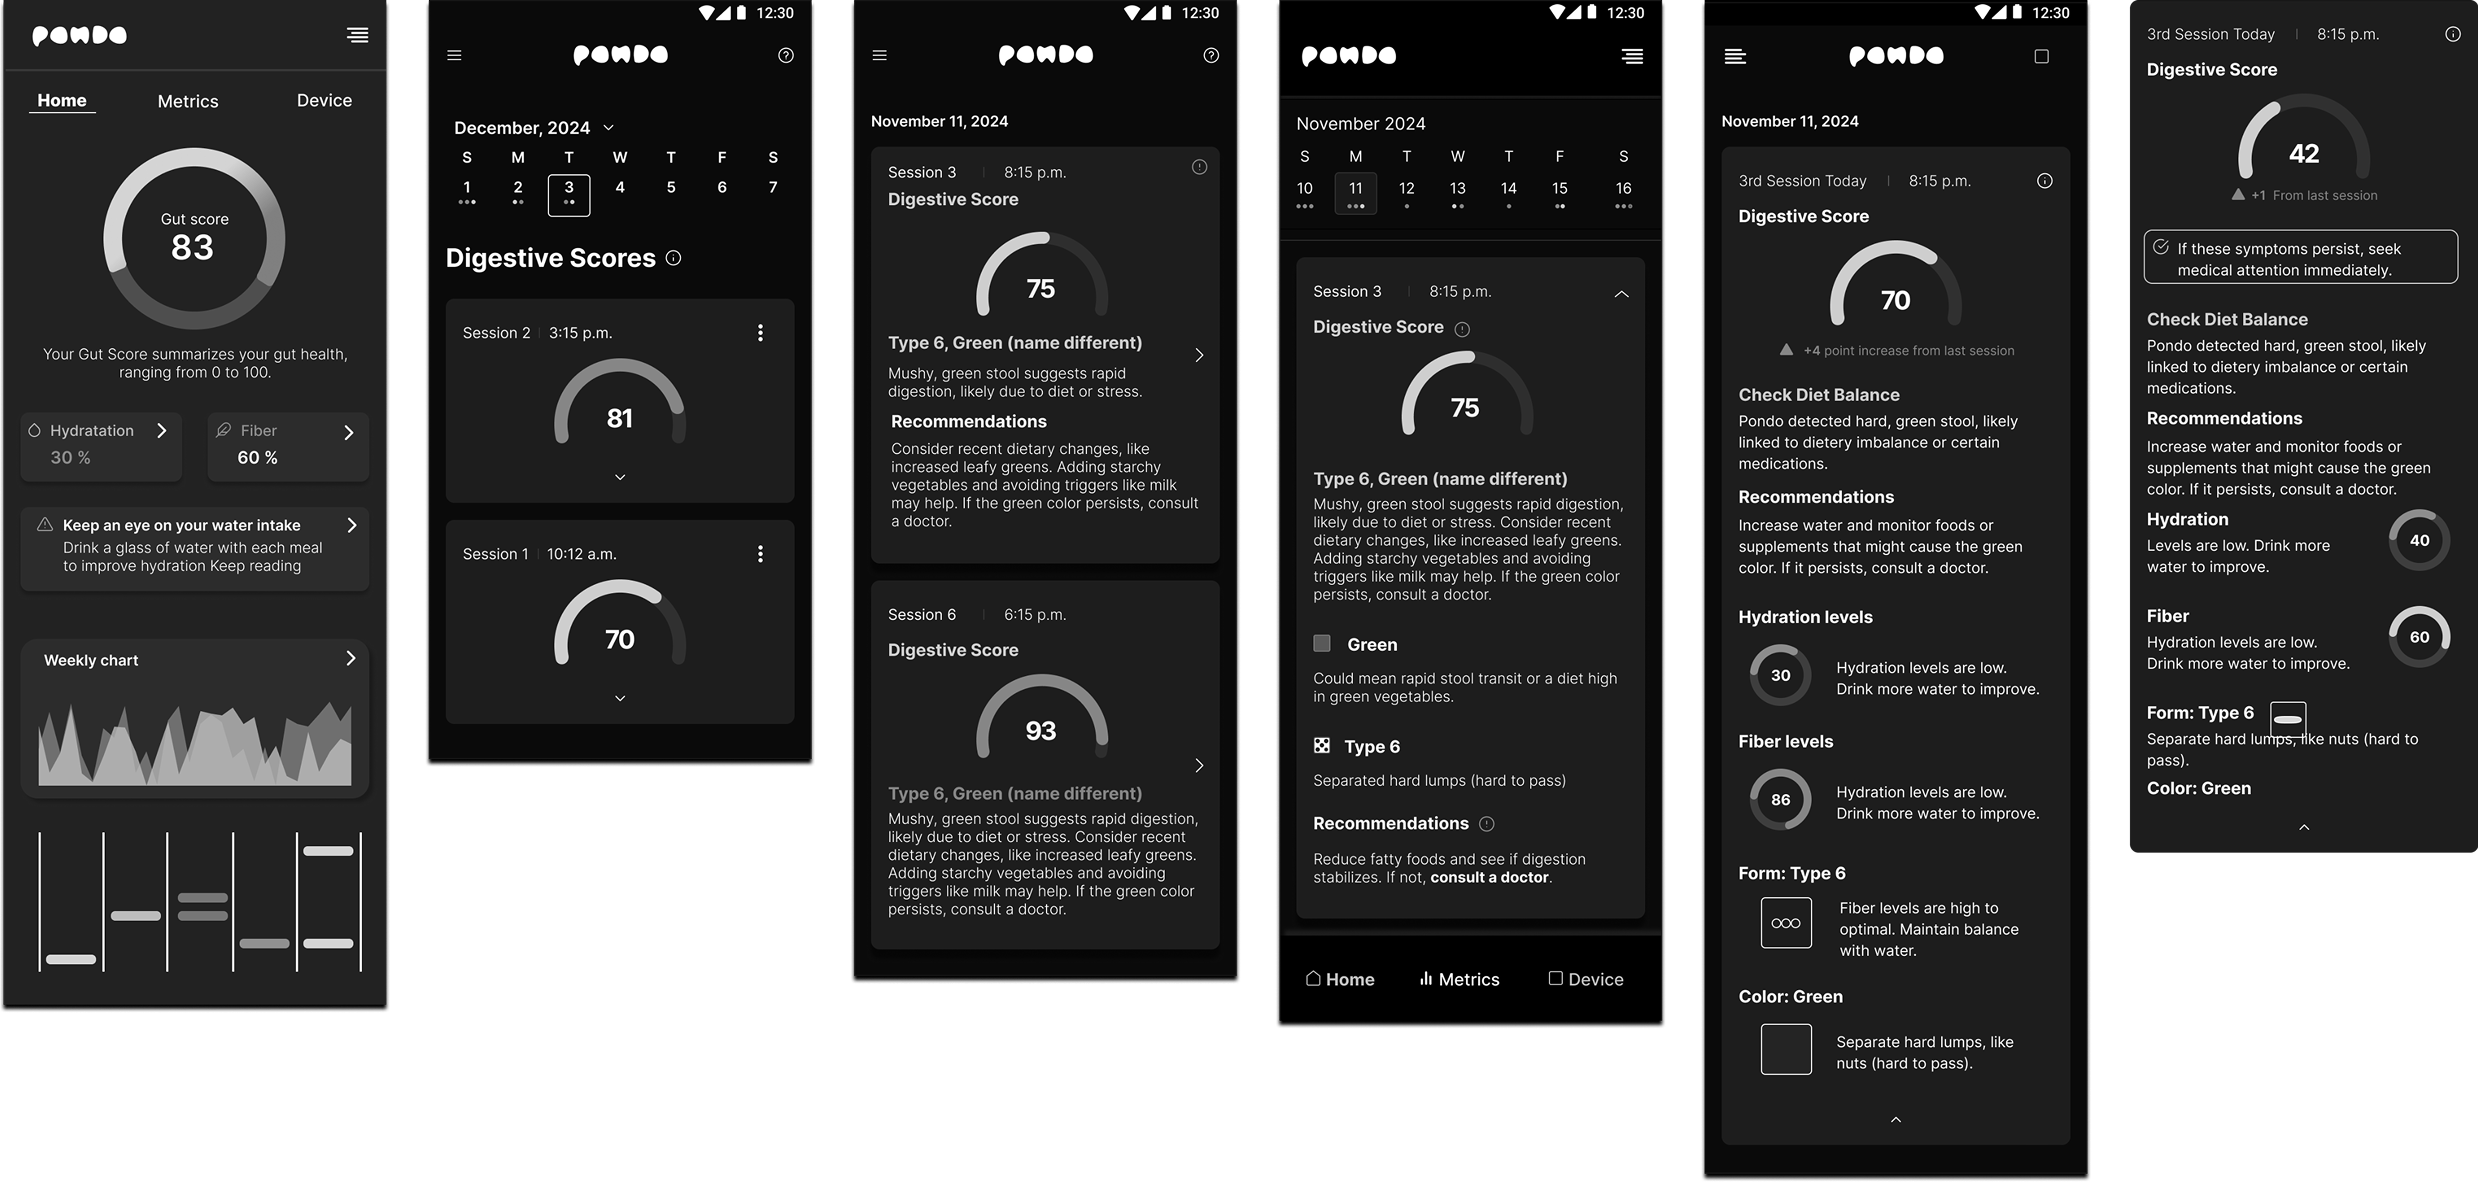 PONDO
Home Metrics Device
Gut score
83
Your Gut Score summarizes your gut health,
ranging from 0 to 100.
Hydratation
30 %
Fiber
60 %
Keep an eye on your water intake
Drink a glass of water with each meal
to improve hydration Keep reading
Weekly chart
12:30
PONDO
December, 2024
S M T W T F S
1 2 3 4 5 6 7
Digestive Scores
Session 2 3:15 p.m.
81
Session 1 10:12 a.m.
70
12:30
PONDO
November 11, 2024
Session 3 8:15 p.m.
Digestive Score
75
Type 6, Green (name different)
Mushy, green stool suggests rapid
digestion, likely due to diet or stress.
Recommendations
Consider recent dietary changes, like
increased leafy greens. Adding starchy
vegetables and avoiding triggers like milk
may help. If the green color persists, consult
a doctor.
Session 6 6:15 p.m.
Digestive Score
93
Type 6, Green (name different)
Mushy, green stool suggests rapid digestion,
likely due to diet or stress. Consider recent
dietary changes, like increased leafy greens.
Adding starchy vegetables and avoiding
triggers like milk may help. If the green color
persists, consult a doctor.
12:30
PONDO
November 2024
S M T W T F S
10 11 12 13 14 15 16
Session 3 8:15 p.m.
Digestive Score
75
Type 6, Green (name different)
Mushy, green stool suggests rapid digestion,
likely due to diet or stress. Consider recent
dietary changes, like increased leafy greens.
Adding starchy vegetables and avoiding
triggers like milk may help. If the green color
persists, consult a doctor.
Green
Could mean rapid stool transit or a diet high
in green vegetables.
Type 6
Separated hard lumps (hard to pass)
Recommendations
Reduce fatty foods and see if digestion
stabilizes. If not, consult a doctor.
Home Metrics Device
12:30
PONDO
November 11, 2024
3rd Session Today 8:15 p.m.
Digestive Score
70
+4 point increase from last session
Check Diet Balance
Pondo detected hard, green stool, likely
linked to dietery imbalance or certain
medications.
Recommendations
Increase water and monitor foods or
supplements that might cause the green
color. If it persists, consult a doctor.
Hydration levels
30
Hydration levels are low.
Drink more water to improve.
Fiber levels
86
Hydration levels are low.
Drink more water to improve.
Form: Type 6
Fiber levels are high to
optimal. Maintain balance
with water.
Color: Green
Separate hard lumps, like
nuts (hard to pass).
3rd Session Today 8:15 p.m.
Digestive Score
42
+1 From last session
If these symptoms persist, seek
medical attention immediately.
Check Diet Balance
Pondo detected hard, green stool, likely
linked to dietery imbalance or certain
medications.
Recommendations
Increase water and monitor foods or
supplements that might cause the green
color. If it persists, consult a doctor.
Hydration
Levels are low. Drink more
water to improve.
40
Fiber
Hydration levels are low.
Drink more water to improve.
60
Form: Type 6
Separate hard lumps, like nuts (hard to
pass).
Color: Green